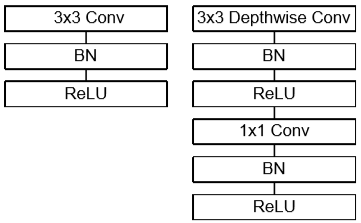 3x3 Conv
BN
ReLU
3x3 Depthwise Conv
BN
ReLU
1x1 Conv
BN
ReLU